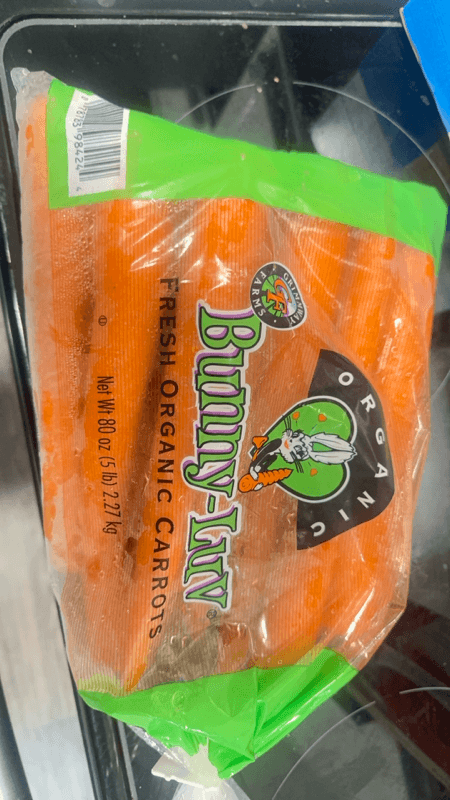 ORGANIC
GRIMMWAY FARMS
Bunny-Luv®
FRESH ORGANIC CARROTS
Net Wt 80 oz (5 lb) 2.27 kg